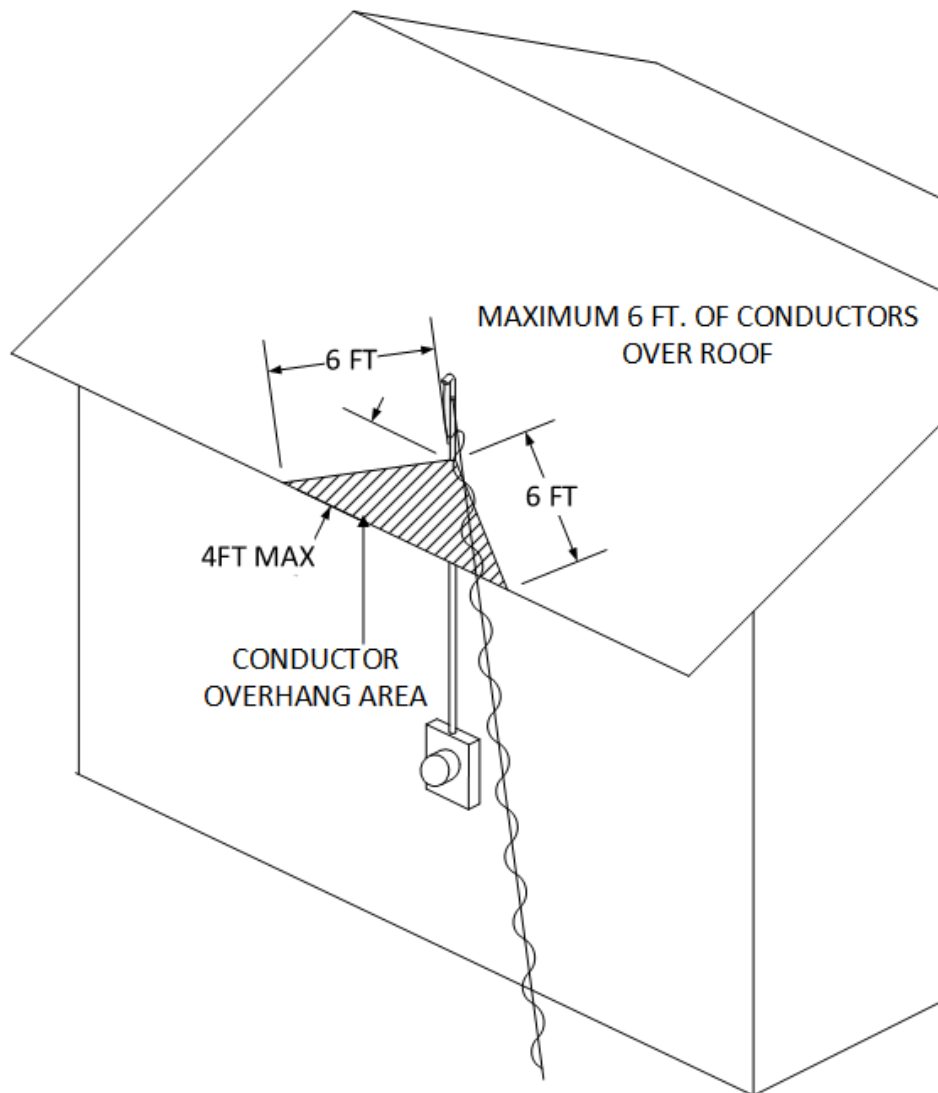 MAXIMUM 6 FT. OF CONDUCTORS
OVER ROOF
6 FT
6 FT
4FT MAX
CONDUCTOR
OVERHANG AREA